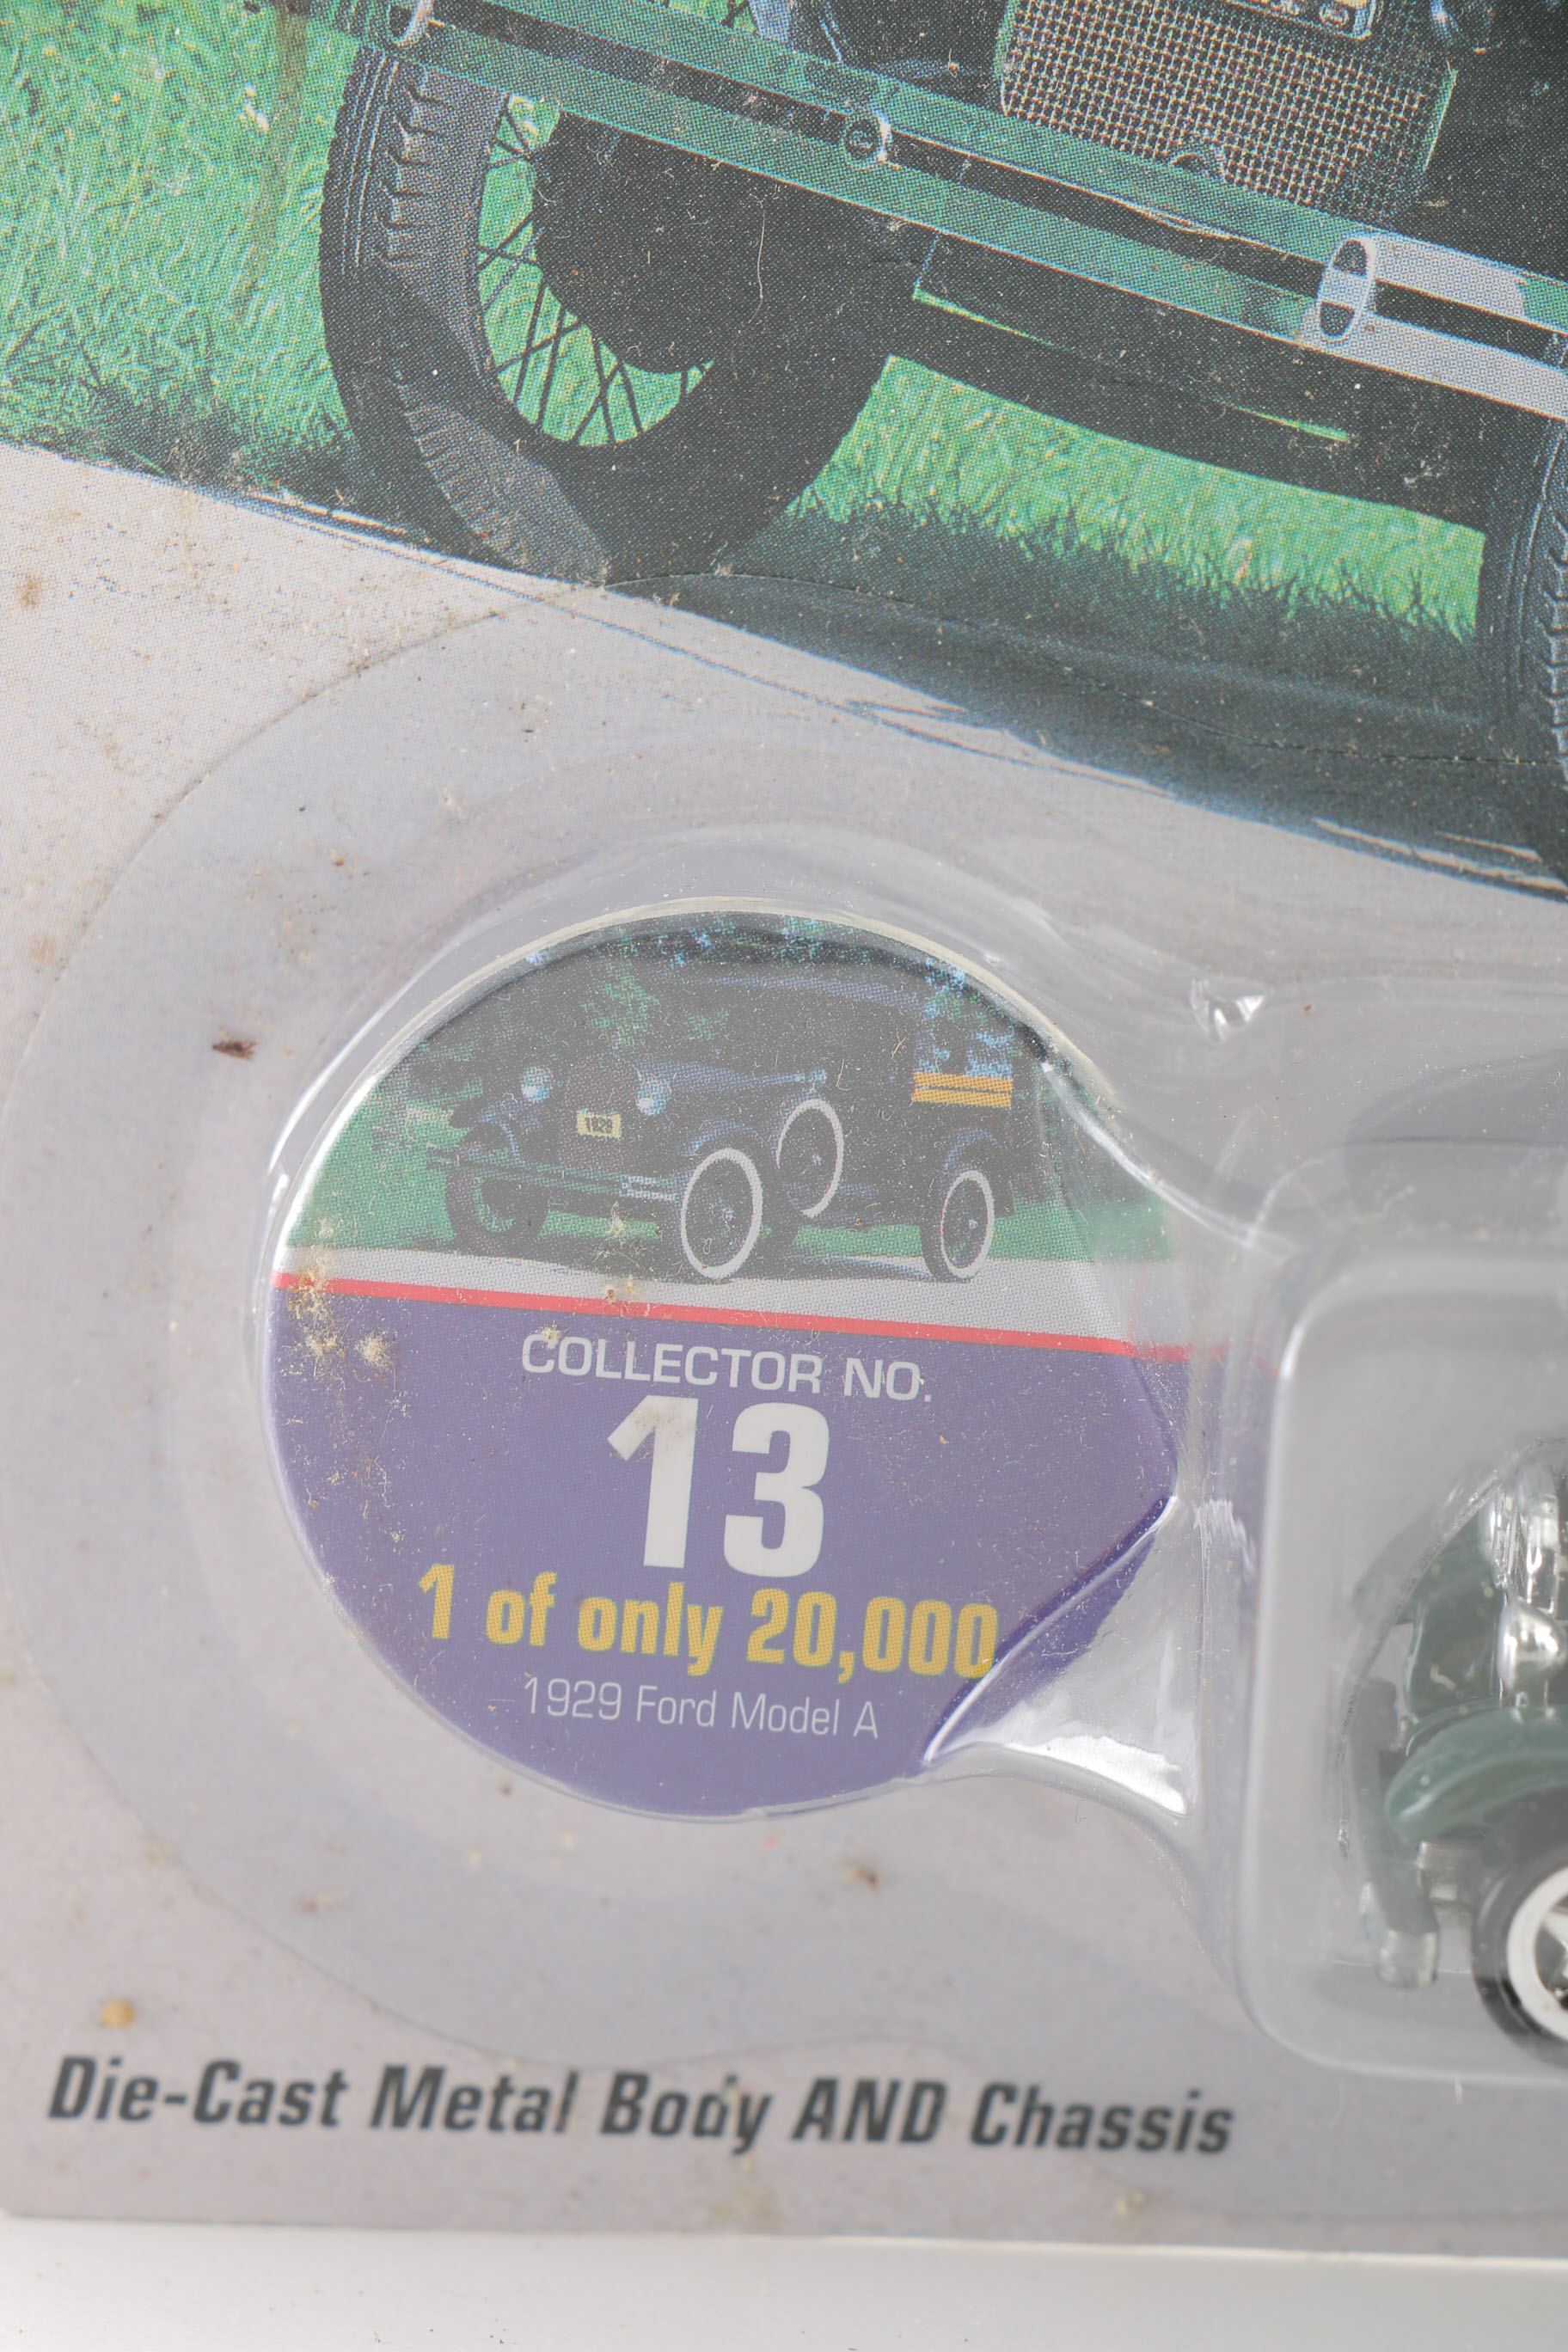 1929
COLLECTOR NO.
13
1 of only 20,000
1929 Ford Model A
Die-Cast Metal Body AND Chassis